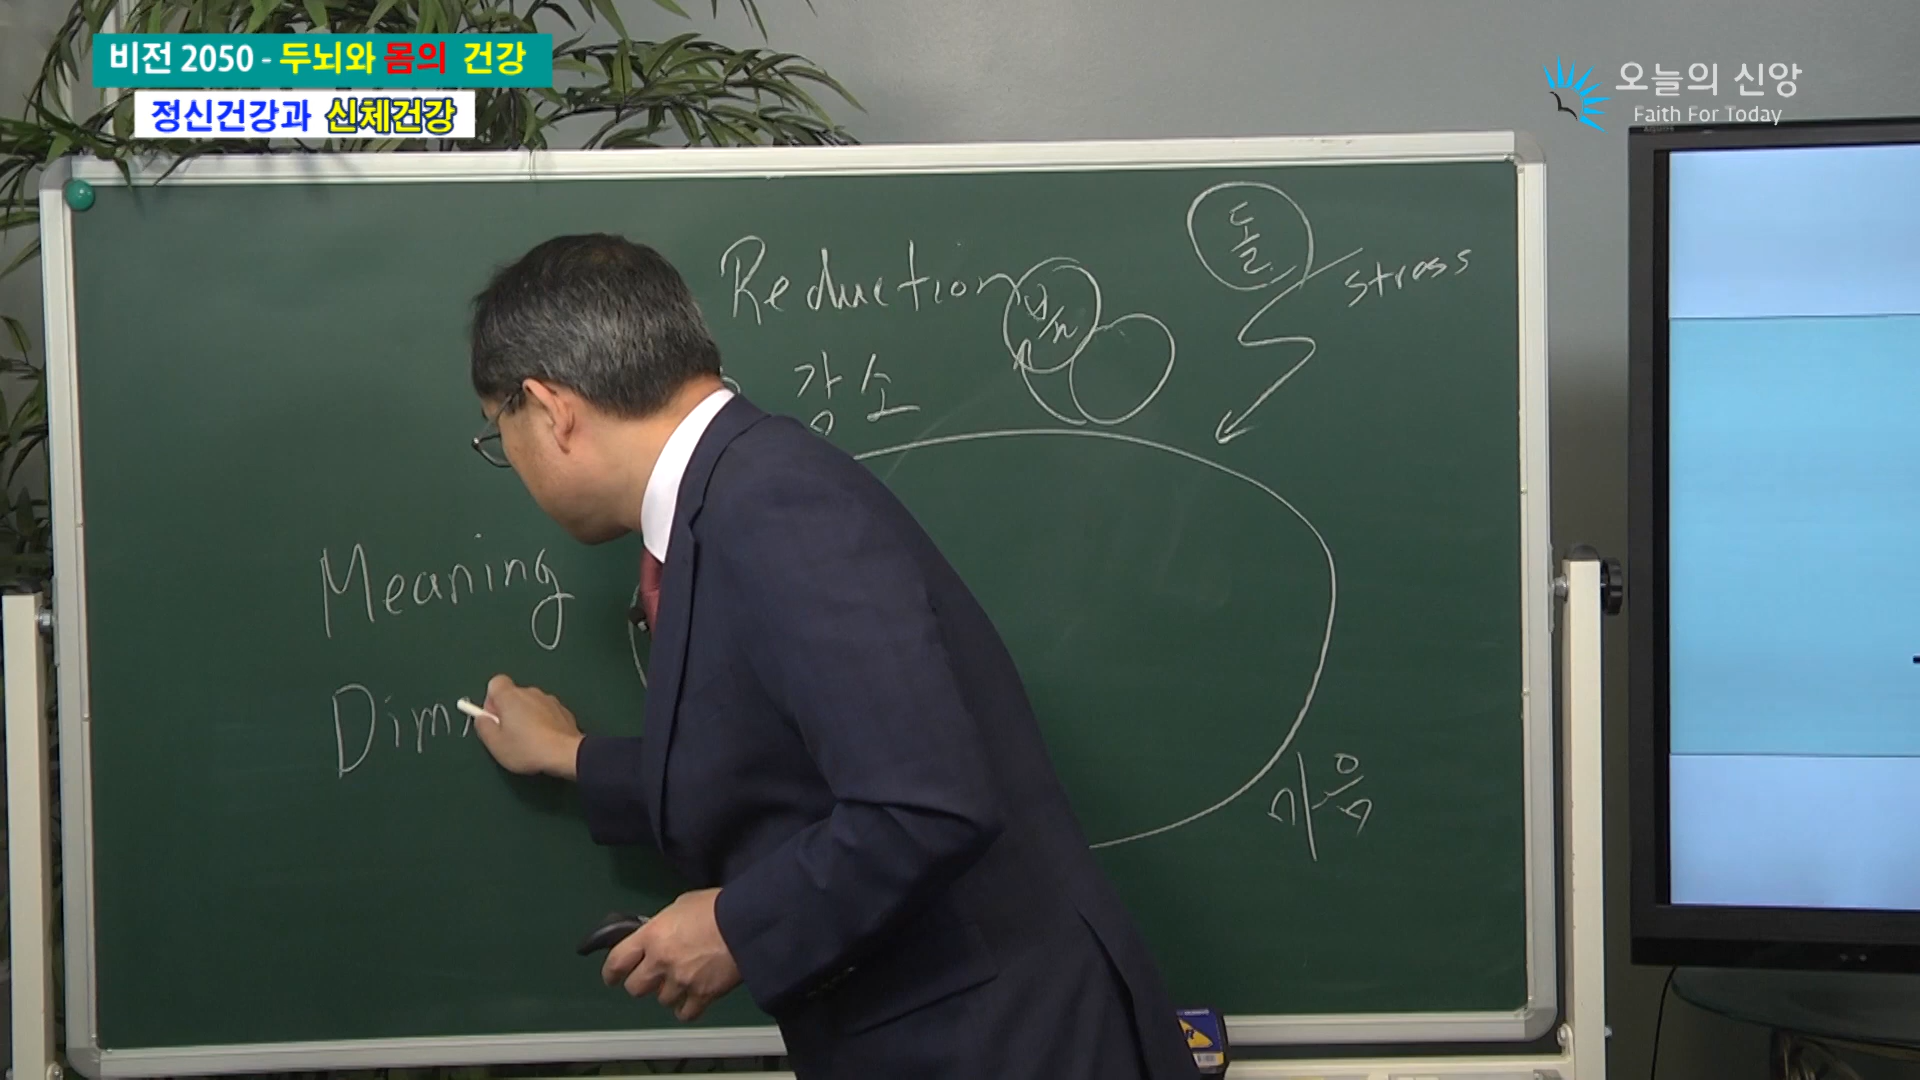 비전 2050 - 두뇌와 몸의 건강
정신건강과 신체건강
오늘의 신앙
Faith For Today
돌
stress
Reduction
감소
Meaning
Dim
마음